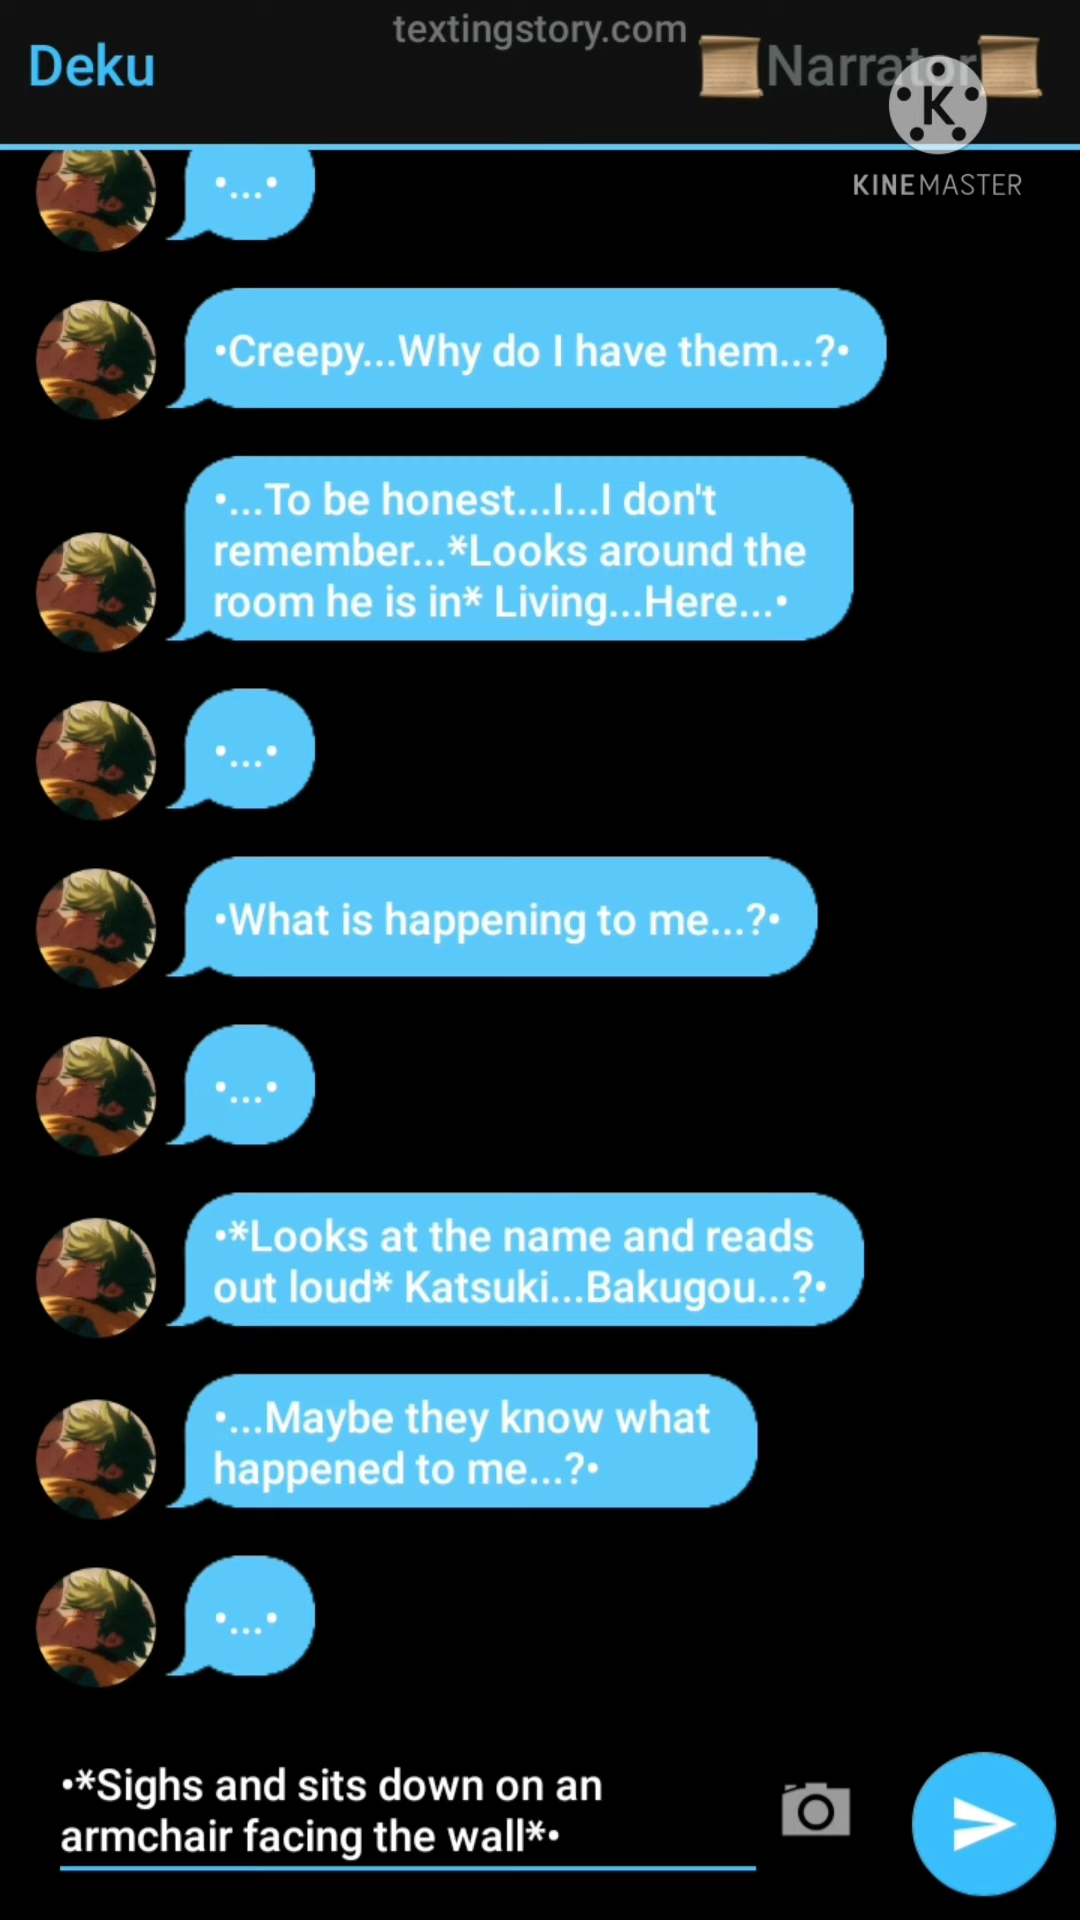 textingstory.com
Deku
Narrator
K
KINEMASTER
•...•
•Creepy...Why do I have them...?•
•...To be honest...I...I don't
remember...*Looks around the
room he is in* Living...Here...•
•...•
•What is happening to me...?•
•...•
•*Looks at the name and reads
out loud* Katsuki...Bakugou...?•
•...Maybe they know what
happened to me...?•
•...•
•*Sighs and sits down on an
armchair facing the wall*•